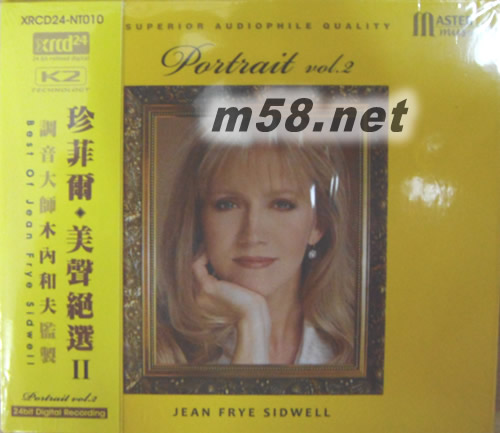 XRCD24-NT010
xrcd24
K2
TECHNOLOGY
珍菲爾◆美聲絕選II
調音大師木內和夫監製
Best Of Jean Frye Sidwell
Portrait vol.2
24bit Digital Recording
SUPERIOR AUDIOPHILE QUALITY
MASTER
MUSIC
Portrait vol.2
m58.net
JEAN FRYE SIDWELL